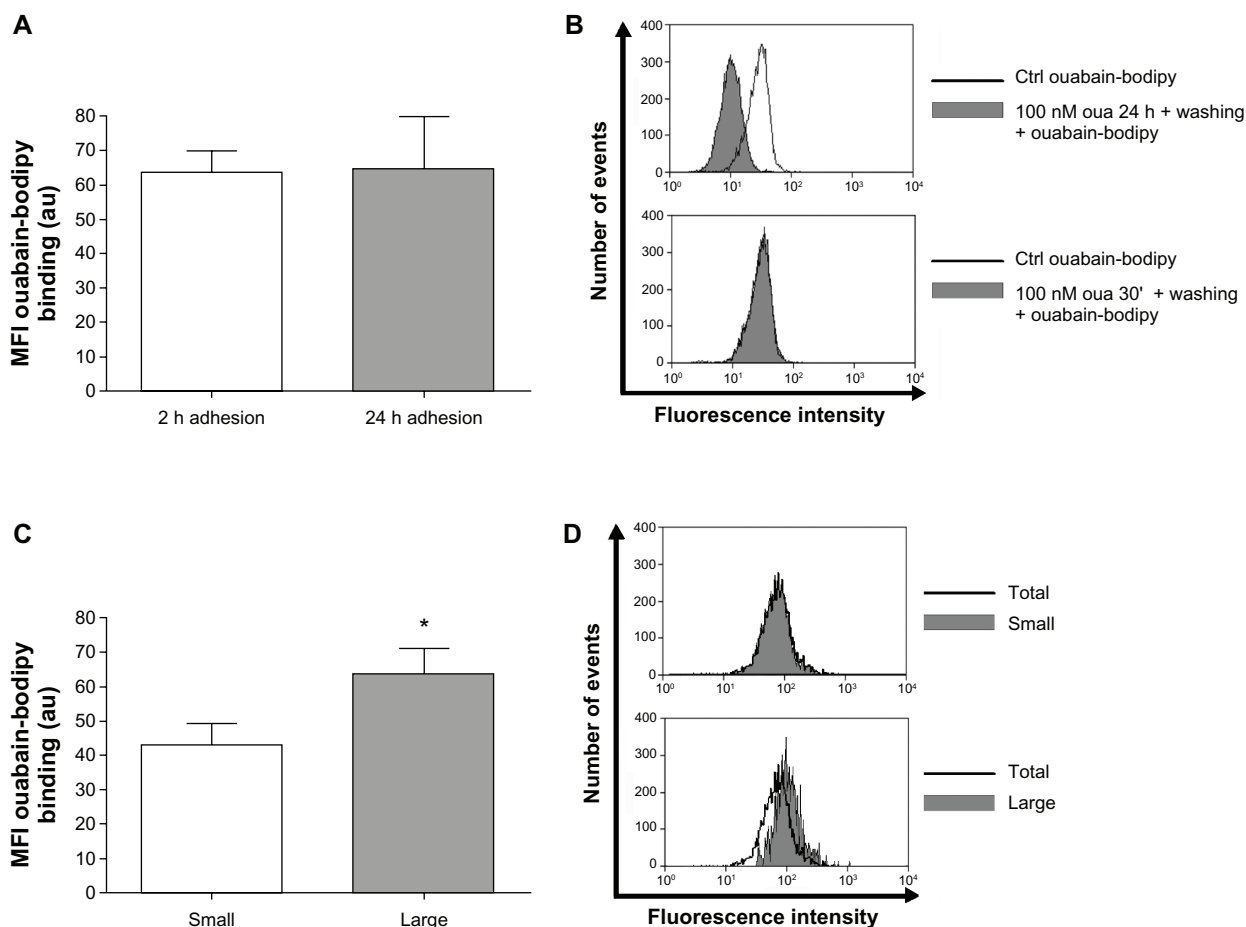 A
MFI ouabain-bodipy
binding (au)
80
70
60
50
40
30
20
10
0
2 h adhesion
24 h adhesion
B
Number of events
400
300
200
100
0
10⁰
10¹
10²
10³
10⁴
Ctrl ouabain-bodipy
100 nM oua 24 h + washing
+ ouabain-bodipy
400
300
200
100
0
10⁰
10¹
10²
10³
10⁴
Ctrl ouabain-bodipy
100 nM oua 30' + washing
+ ouabain-bodipy
Fluorescence intensity
C
MFI ouabain-bodipy
binding (au)
80
70
60
50
40
30
20
10
0
*
Small
Large
D
Number of events
400
300
200
100
0
10⁰
10¹
10²
10³
10⁴
Total
Small
400
300
200
100
0
10⁰
10¹
10²
10³
10⁴
Total
Large
Fluorescence intensity